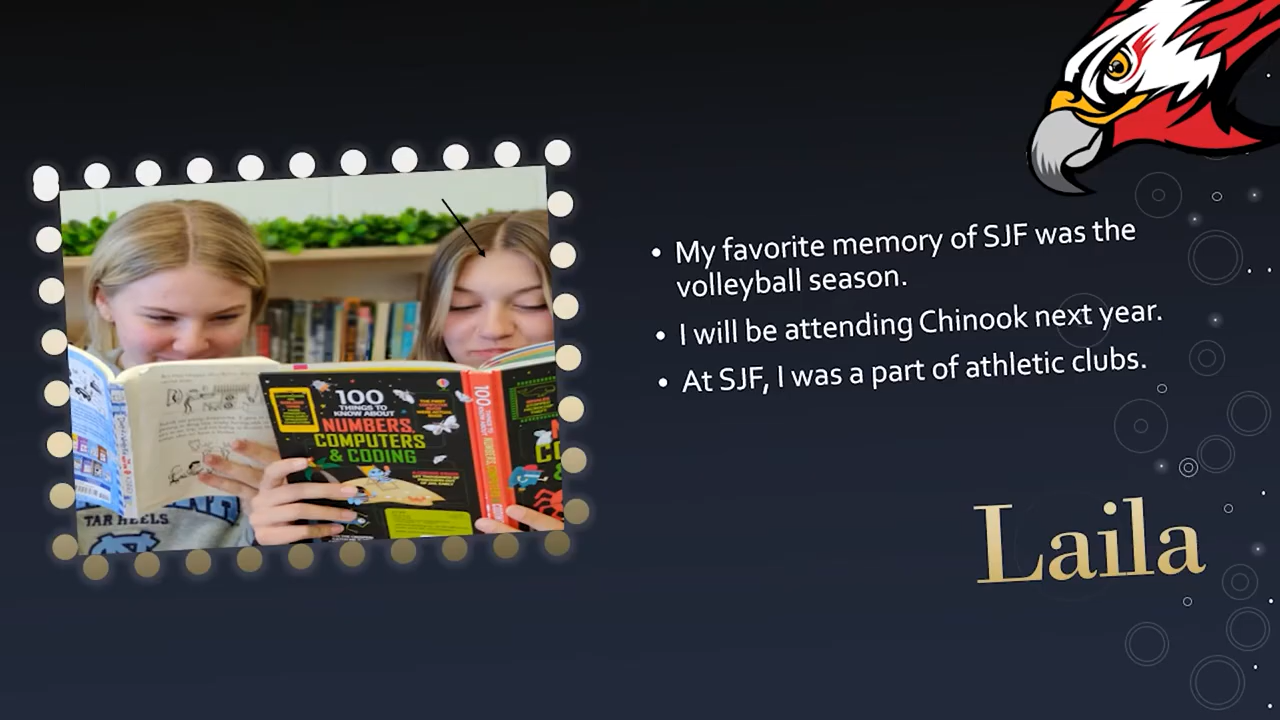 • My favorite memory of SJF was the
volleyball season.
• I will be attending Chinook next year.
• At SJF, I was a part of athletic clubs.
Laila
100
THINGS TO
KNOW ABOUT
NUMBERS,
COMPUTERS
& CODING
100
TAR HEELS